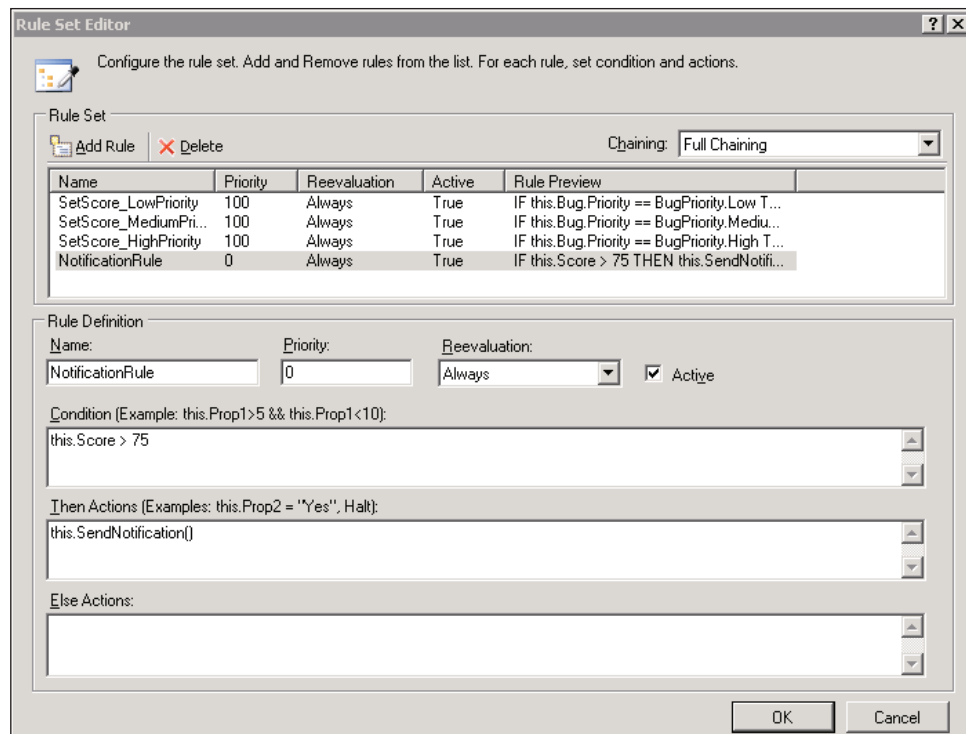 Rule Set Editor
Configure the rule set. Add and Remove rules from the list. For each rule, set condition and actions.
Rule Set
Add Rule Delete Chaining: Full Chaining
Name Priority Reevaluation Active Rule Preview
SetScore_LowPriority 100 Always True IF this.Bug.Priority == BugPriority.Low T...
SetScore_MediumPri... 100 Always True IF this.Bug.Priority == BugPriority.Mediu...
SetScore_HighPriority 100 Always True IF this.Bug.Priority == BugPriority.High T...
NotificationRule 0 Always True IF this.Score > 75 THEN this.SendNotifi...
Rule Definition
Name: Priority: Reevaluation:
NotificationRule 0 Always Active
Condition (Example: this.Prop1>5 && this.Prop1<10):
this.Score > 75
Then Actions (Examples: this.Prop2 = "Yes", Halt):
this.SendNotification()
Else Actions:
OK Cancel